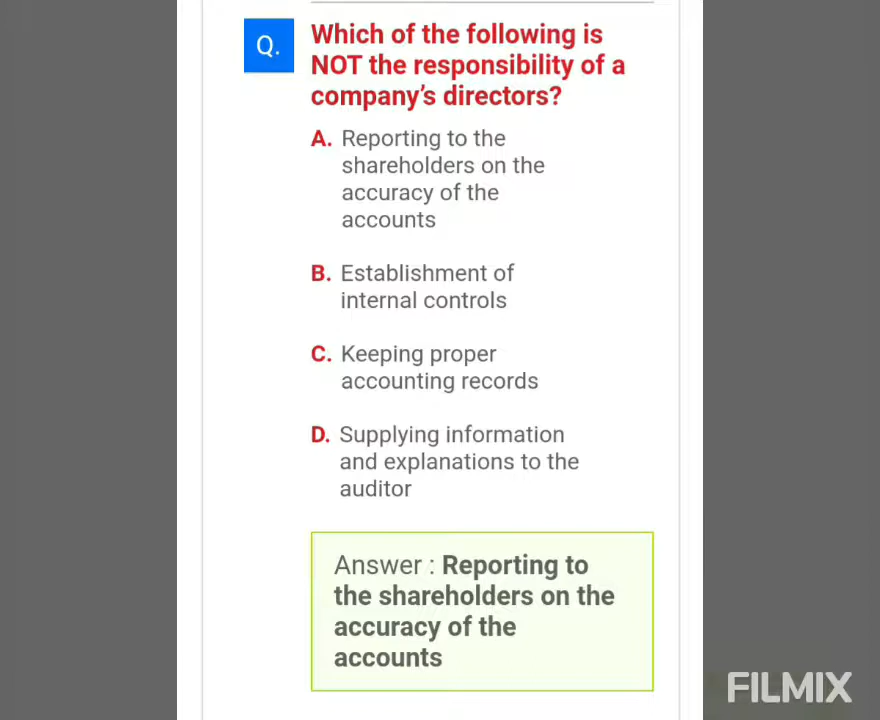 Q.
Which of the following is
NOT the responsibility of a
company’s directors?
A. Reporting to the
shareholders on the
accuracy of the
accounts
B. Establishment of
internal controls
C. Keeping proper
accounting records
D. Supplying information
and explanations to the
auditor
Answer : Reporting to
the shareholders on the
accuracy of the
accounts
FILMIX